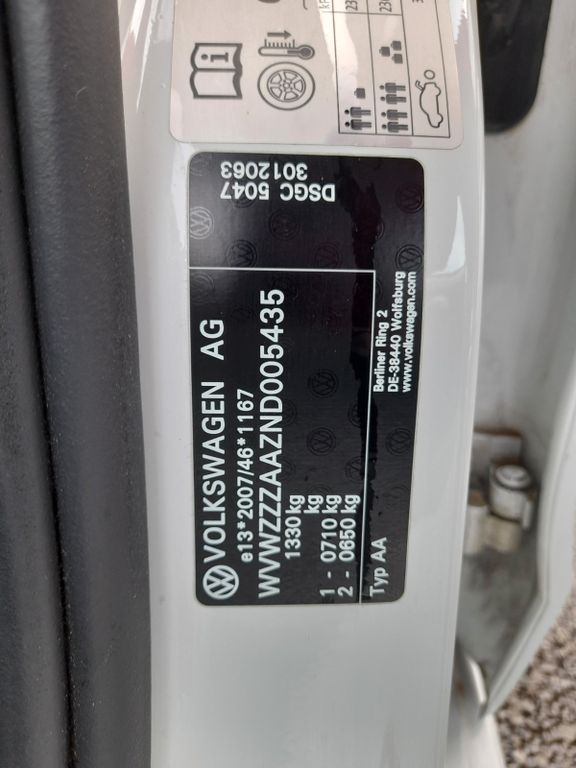 VOLKSWAGEN AG
e13*2007/46*1167
WVWZZZAAZND005435
1330 kg
kg
1 - 0710 kg
2 - 0650 kg
Typ AA
Berliner Ring 2
DE-38440 Wolfsburg
www.volkswagen.com
DSGC 5047
3012063